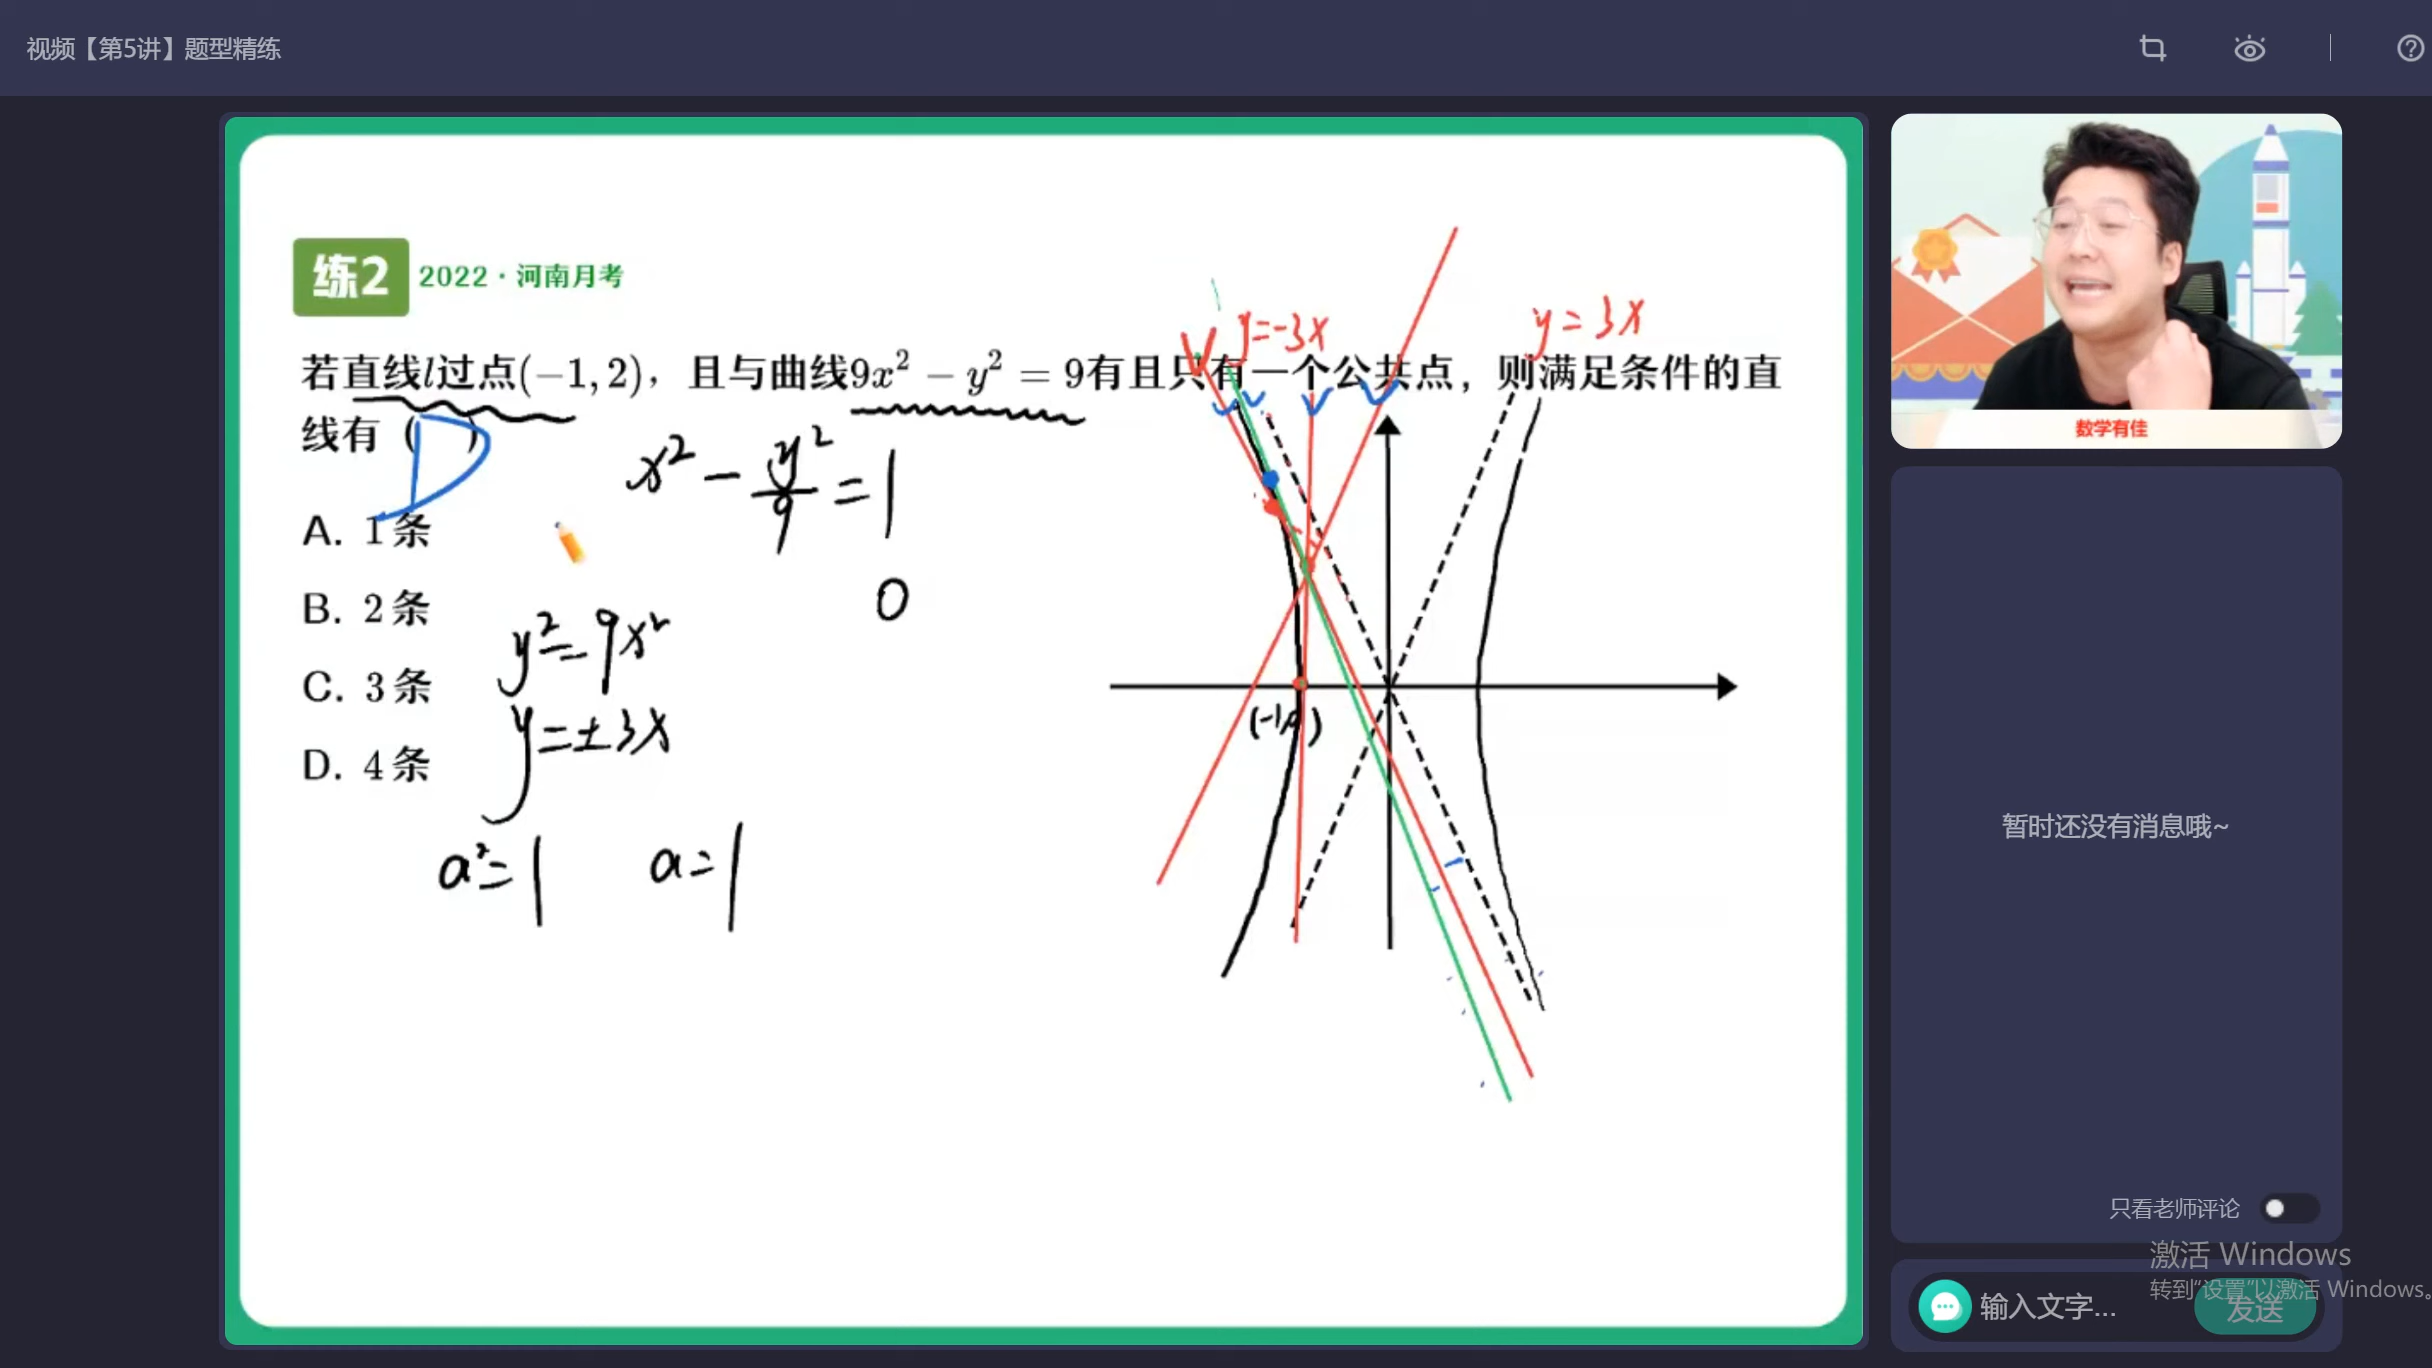 视频【第5讲】题型精练
练2 2022·河南月考
y=-3x
y=3x
若直线l过点(−1,2)，且与曲线9x²−y²=9有且只有一个公共点，则满足条件的直
线有（ ）
D
x²-y²/9=1
0
A. 1条
B. 2条
C. 3条
D. 4条
y²=9x²
y=±3x
a²=1 a=1
数学有佳
暂时还没有消息哦~
只看老师评论
激活 Windows
转到“设置”以激活 Windows。
输入文字...
发送